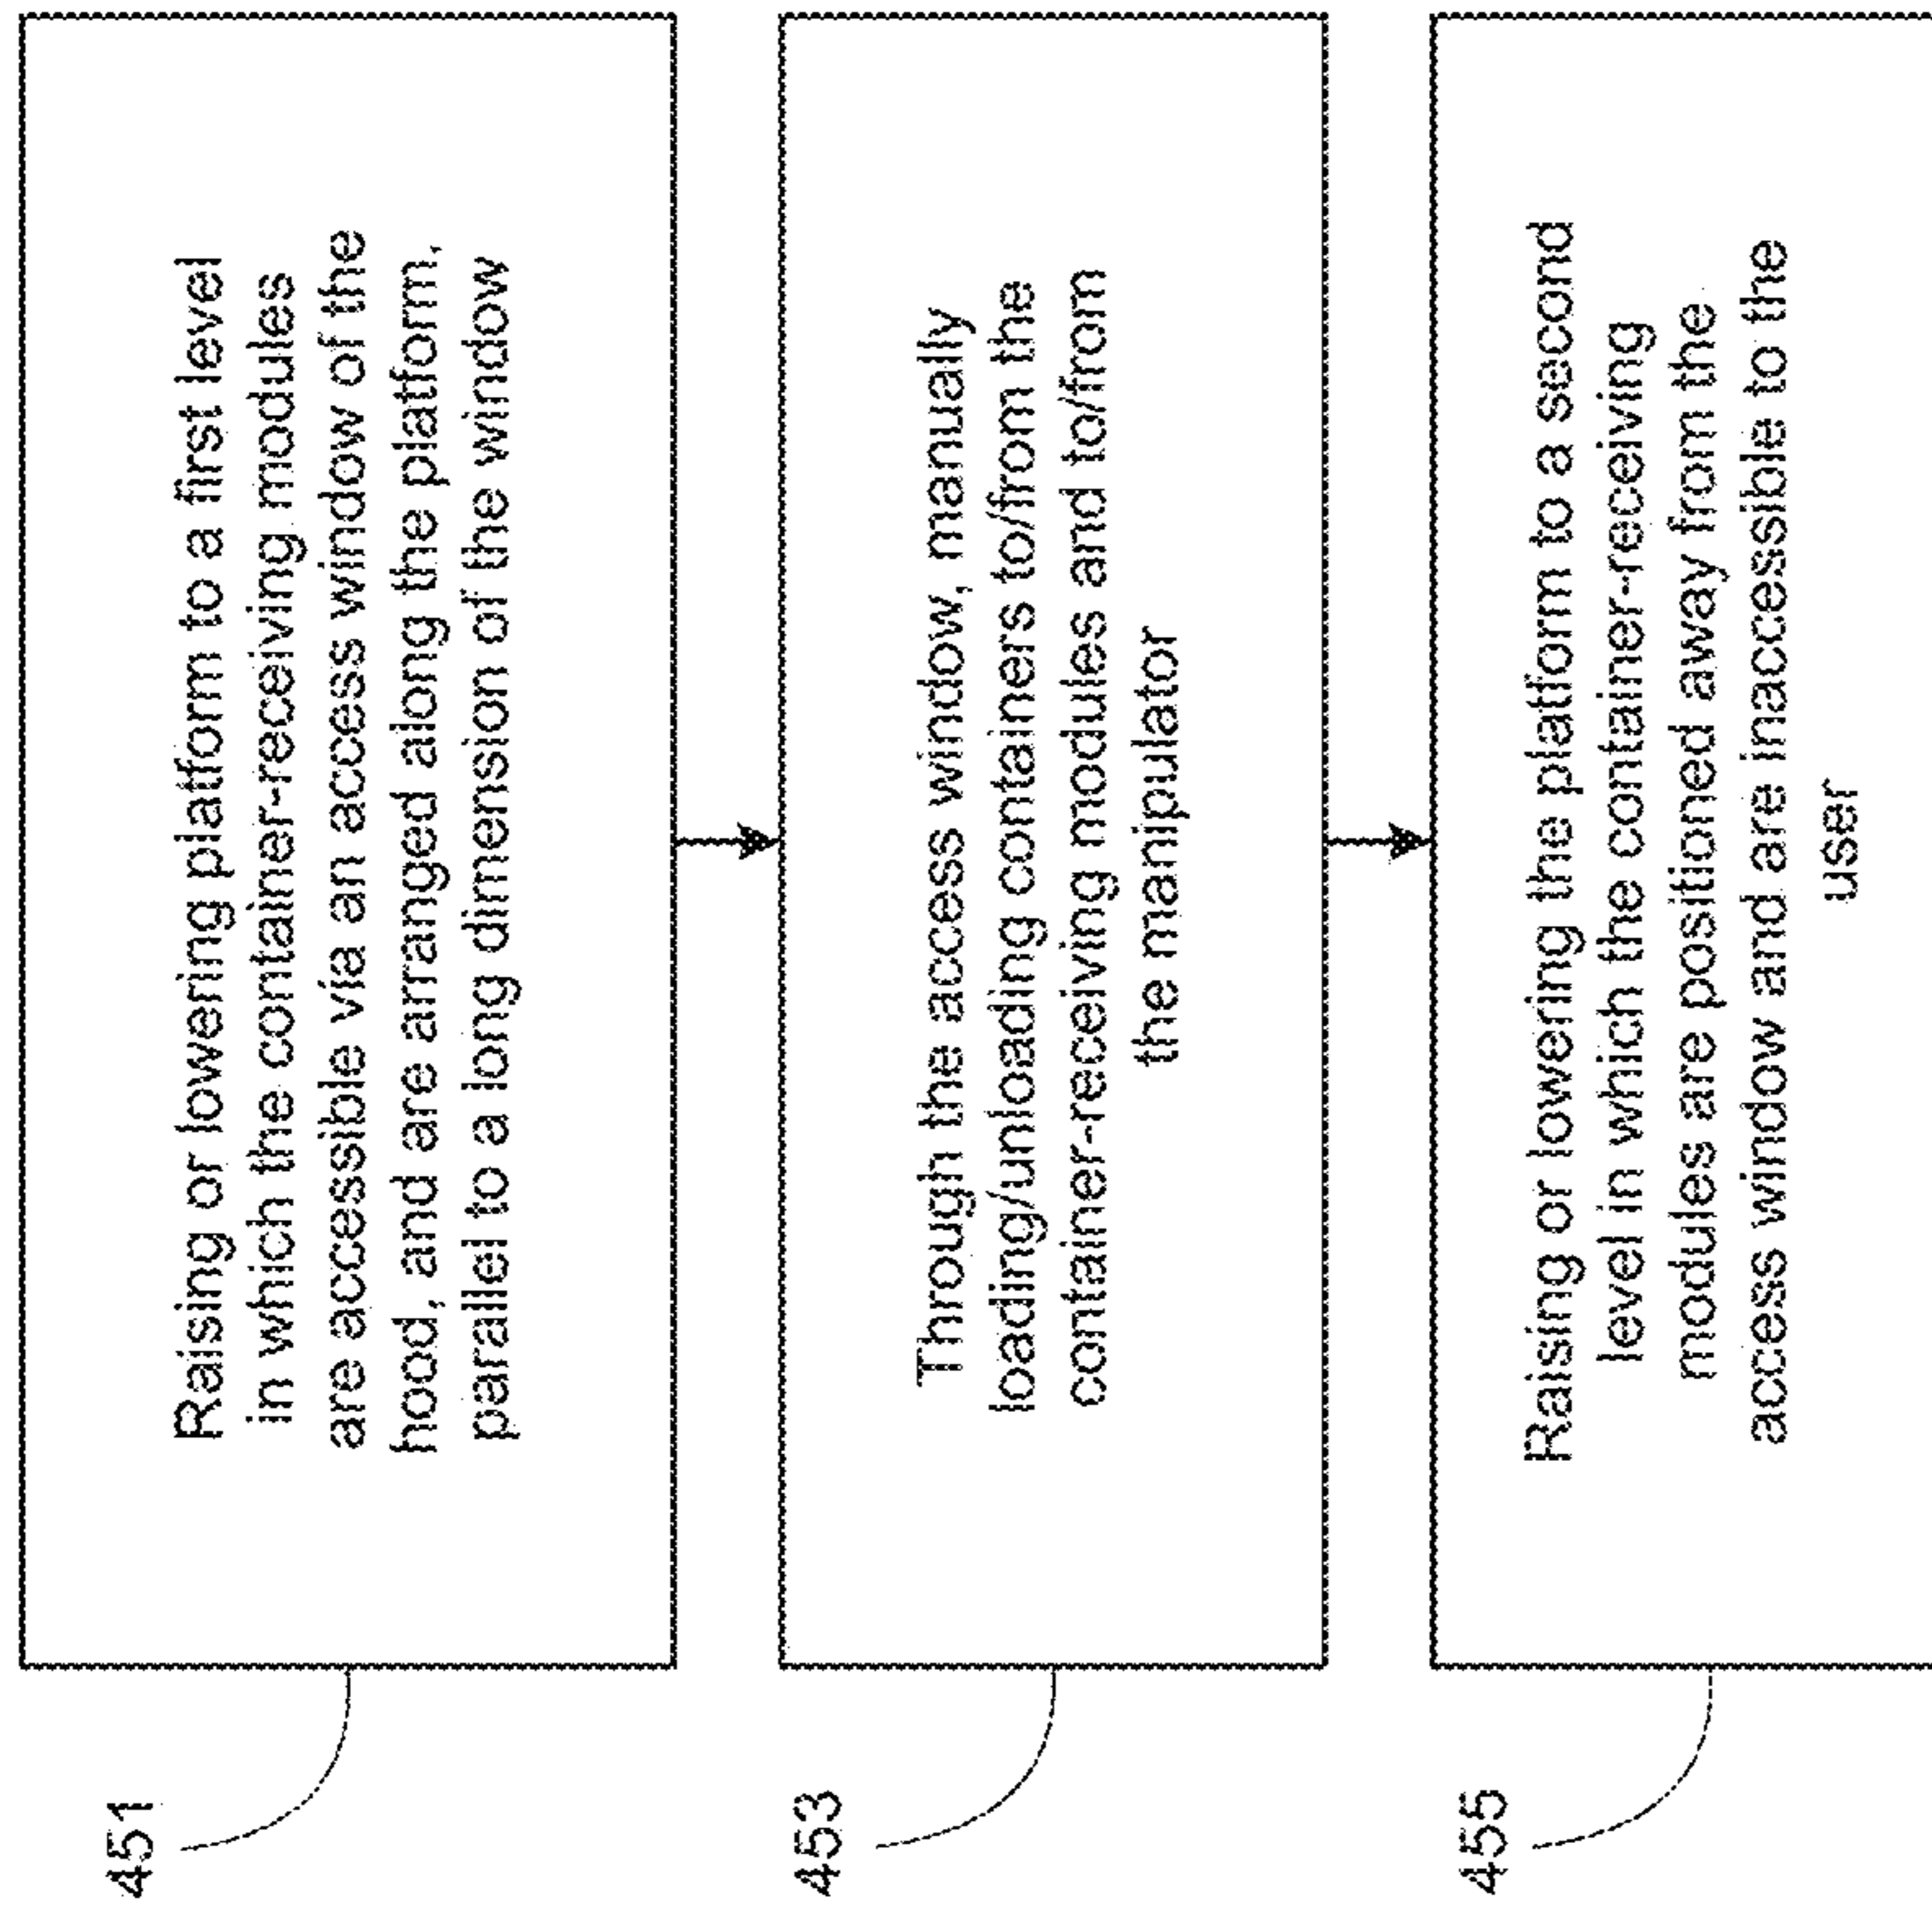 451
Raising or lowering platform to a first level
in which the container-receiving modules
are accessible via an access window of the
hood, and are arranged along the platform,
parallel to a long dimension of the window
453
Through the access window, manually
loading/unloading containers to/from the
container-receiving modules and to/from
the manipulator
455
Raising or lowering the platform to a second
level in which the container-receiving
modules are positioned away from the
access window and are inaccessible to the
user